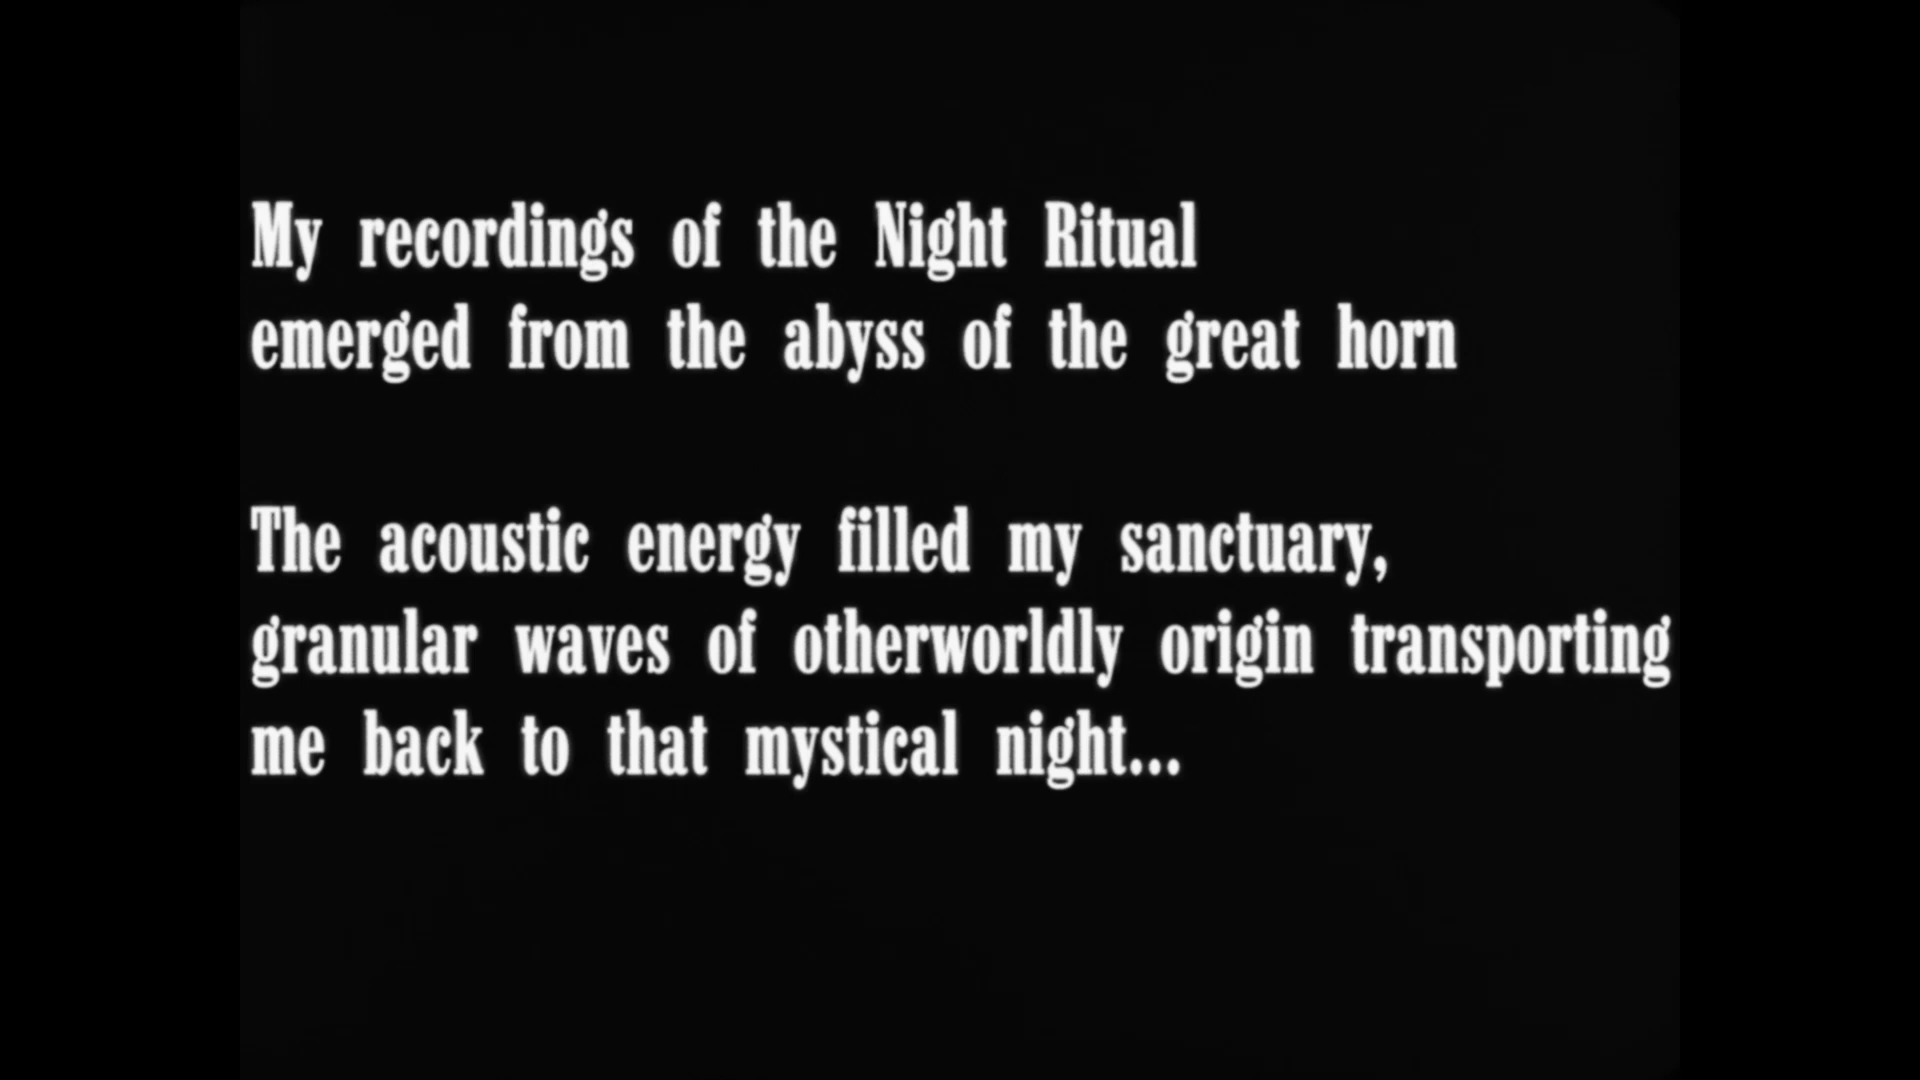 My recordings of the Night Ritual
emerged from the abyss of the great horn
The acoustic energy filled my sanctuary,
granular waves of otherworldly origin transporting
me back to that mystical night...